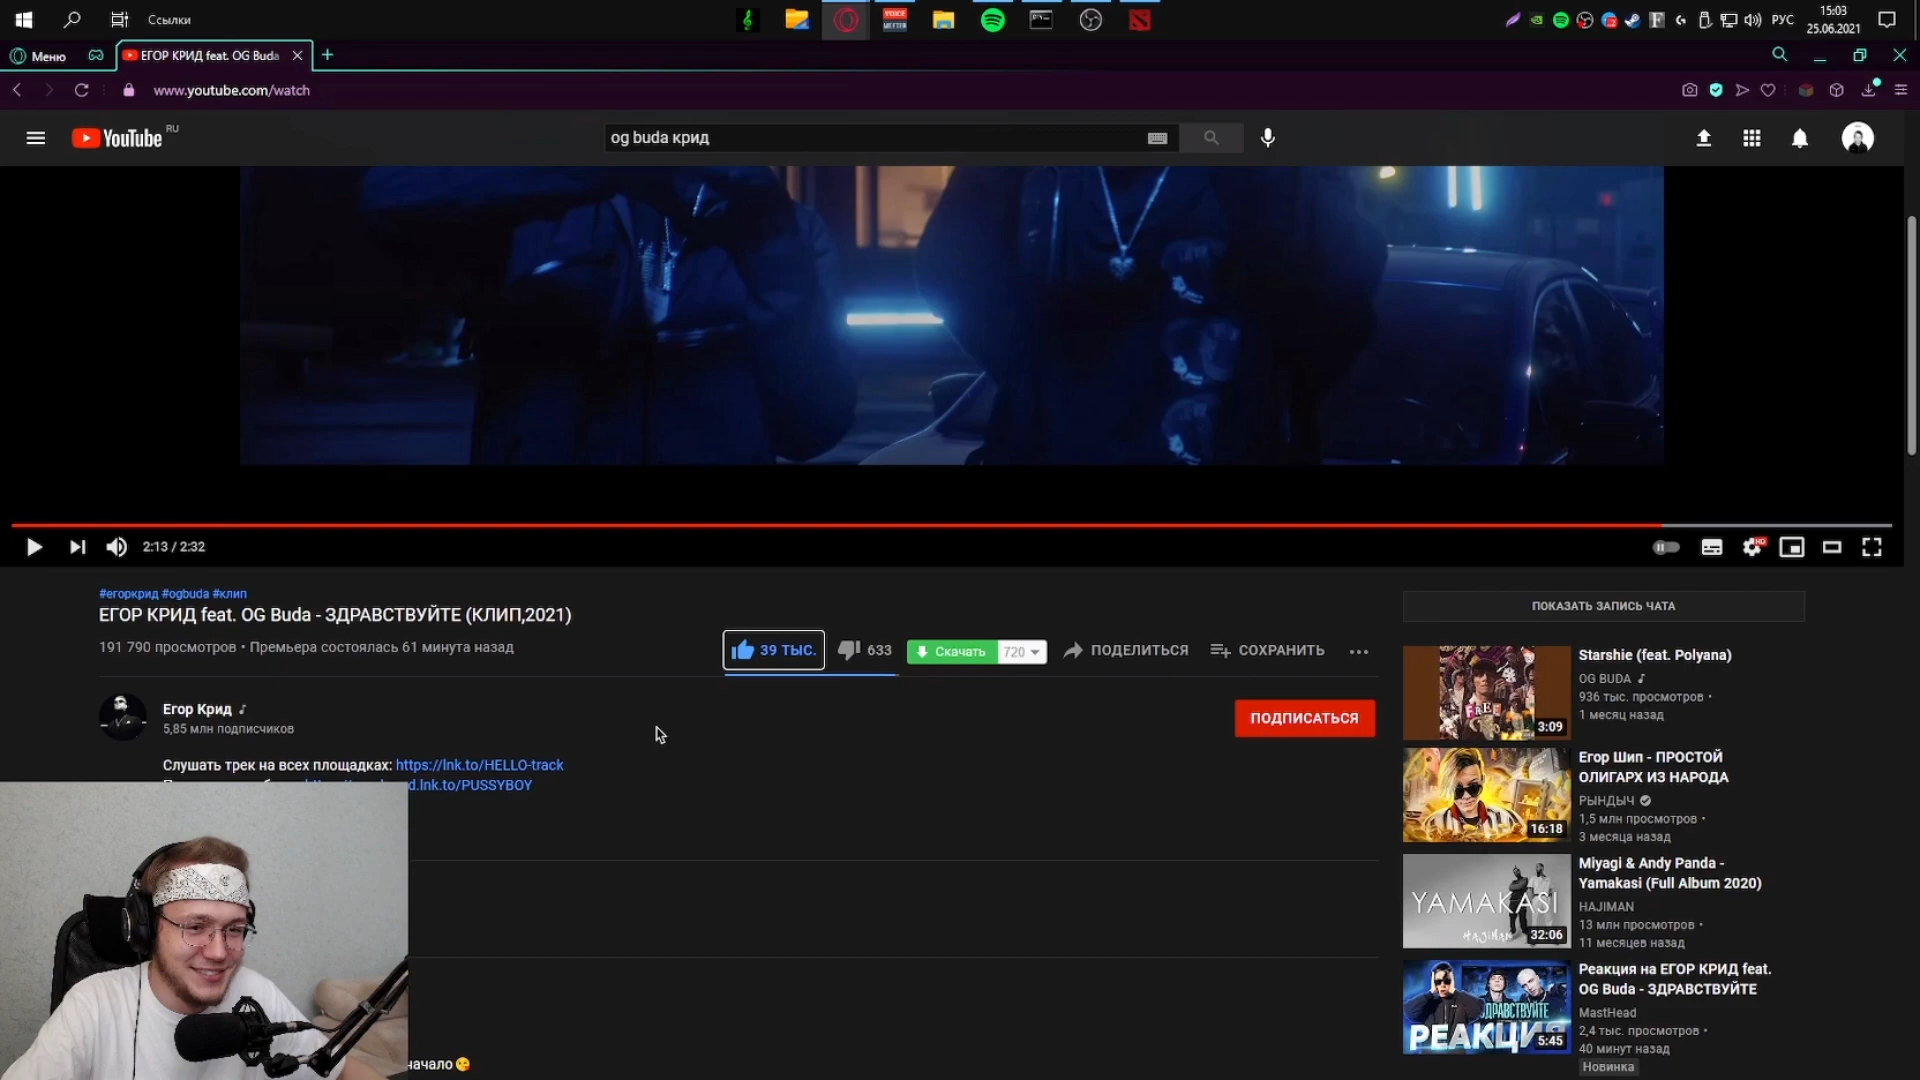 Ссылки
VOICE
MEETER
РУС
15:03
25.06.2021
Меню
ЕГОР КРИД feat. OG Buda
www.youtube.com/watch
YouTube RU
og buda крид
2:13 / 2:32
HD
#егоркрид #ogbuda #клип
ЕГОР КРИД feat. OG Buda - ЗДРАВСТВУЙТЕ (КЛИП,2021)
191 790 просмотров • Премьера состоялась 61 минута назад
39 ТЫС.
633
Скачать
720
ПОДЕЛИТЬСЯ
СОХРАНИТЬ
Егор Крид
5,85 млн подписчиков
ПОДПИСАТЬСЯ
Слушать трек на всех площадках: https://lnk.to/HELLO-track
d.lnk.to/PUSSYBOY
начало
ПОКАЗАТЬ ЗАПИСЬ ЧАТА
FREE
3:09
Starshie (feat. Polyana)
OG BUDA
936 тыс. просмотров •
1 месяц назад
16:18
Егор Шип - ПРОСТОЙ
ОЛИГАРХ ИЗ НАРОДА
РЫНДЫЧ
1,5 млн просмотров •
3 месяца назад
YAMAKASI
32:06
Miyagi & Andy Panda -
Yamakasi (Full Album 2020)
HAJIMAN
13 млн просмотров •
11 месяцев назад
ЗДРАВСТВУЙТЕ
РЕАКЦИЯ
5:45
Реакция на ЕГОР КРИД feat.
OG Buda - ЗДРАВСТВУЙТЕ
MastHead
2,4 тыс. просмотров •
40 минут назад
Новинка